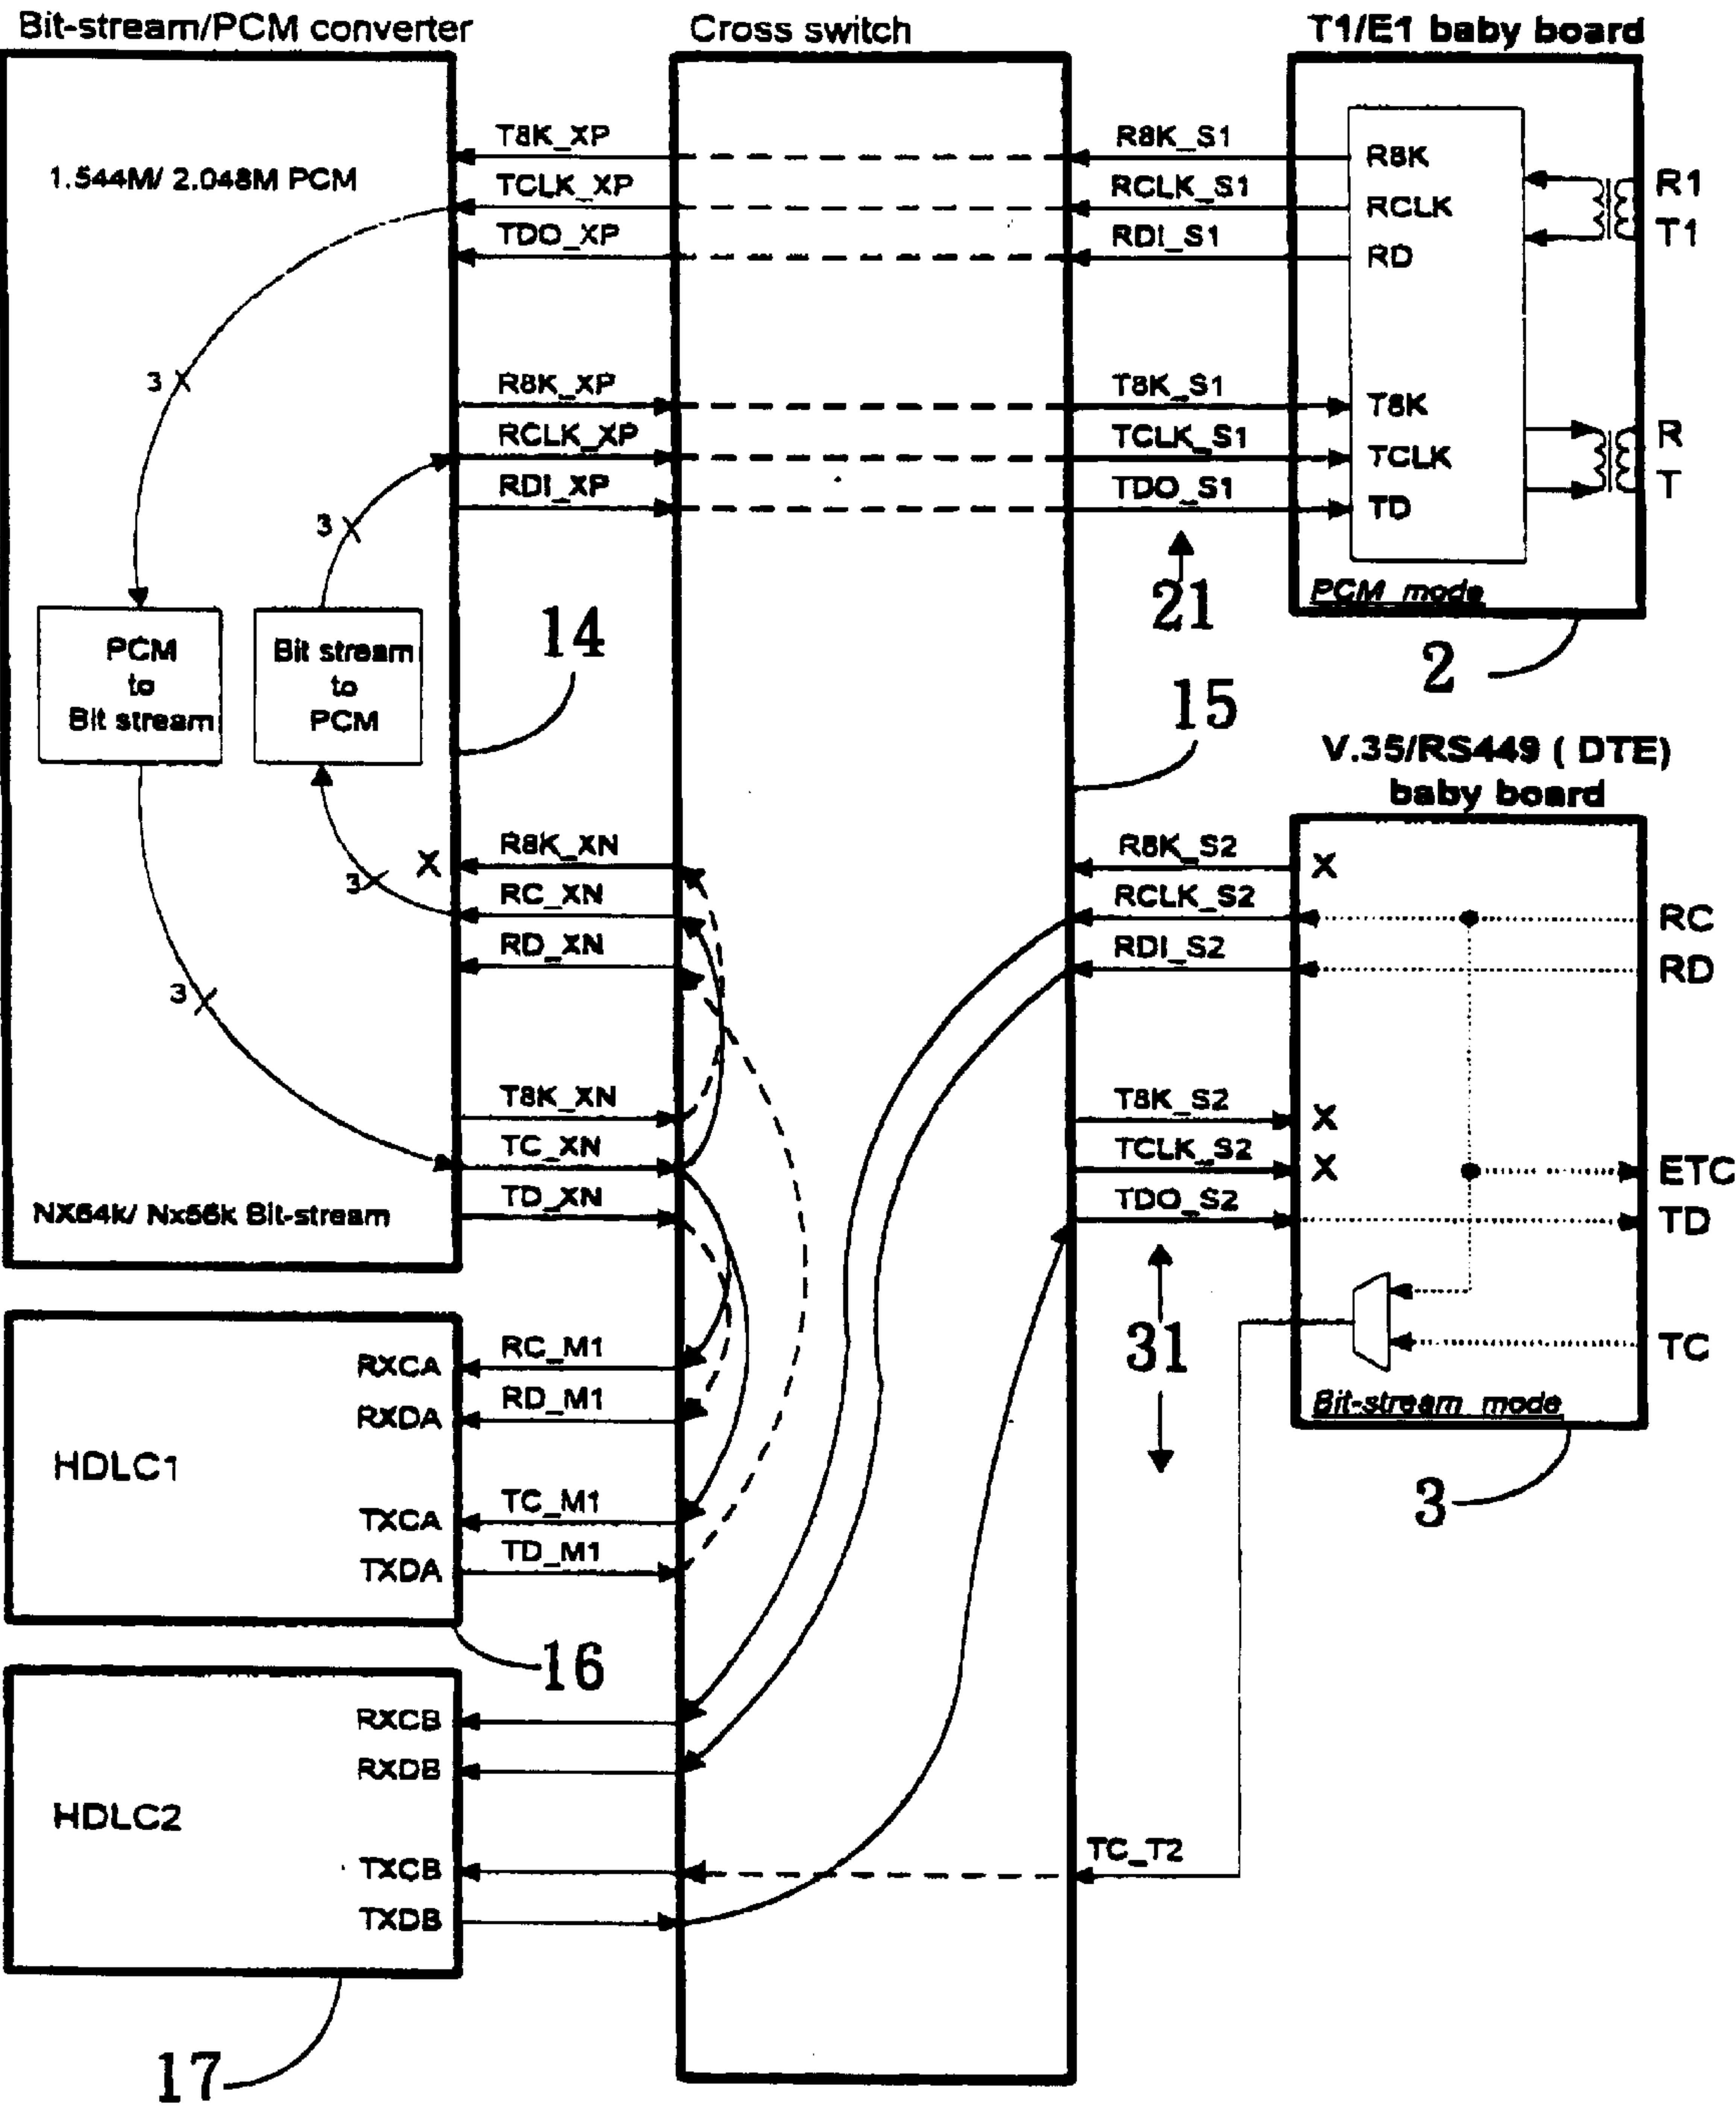 Bit-stream/PCM converter
Cross switch
T1/E1 baby board
1.544M/ 2.048M PCM
T8K_XP
TCLK_XP
TDO_XP
R8K_S1
RCLK_S1
RDI_S1
R8K
RCLK
RD
R1
T1
3
R8K_XP
RCLK_XP
RDI_XP
T8K_S1
TCLK_S1
TDO_S1
T8K
TCLK
TD
R
T
3
21
PCM mode
2
PCM
to
Bit stream
Bit stream
to
PCM
14
15
V.35/RS449 ( DTE)
baby board
X
3
R8K_XN
RC_XN
RD_XN
R8K_S2
RCLK_S2
RDI_S2
X
RC
RD
3
T8K_XN
TC_XN
TD_XN
T8K_S2
TCLK_S2
TDO_S2
X
X
ETC
TD
TC
NX64k/ Nx56k Bit-stream
31
Bit-stream mode
3
HDLC1
RXCA
RXDA
TXCA
TXDA
RC_M1
RD_M1
TC_M1
TD_M1
16
HDLC2
RXCB
RXDB
TXCB
TXDB
TC_T2
17